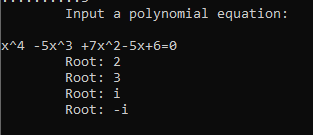 Input a polynomial equation:
x^4 -5x^3 +7x^2-5x+6=0
Root: 2
Root: 3
Root: i
Root: -i